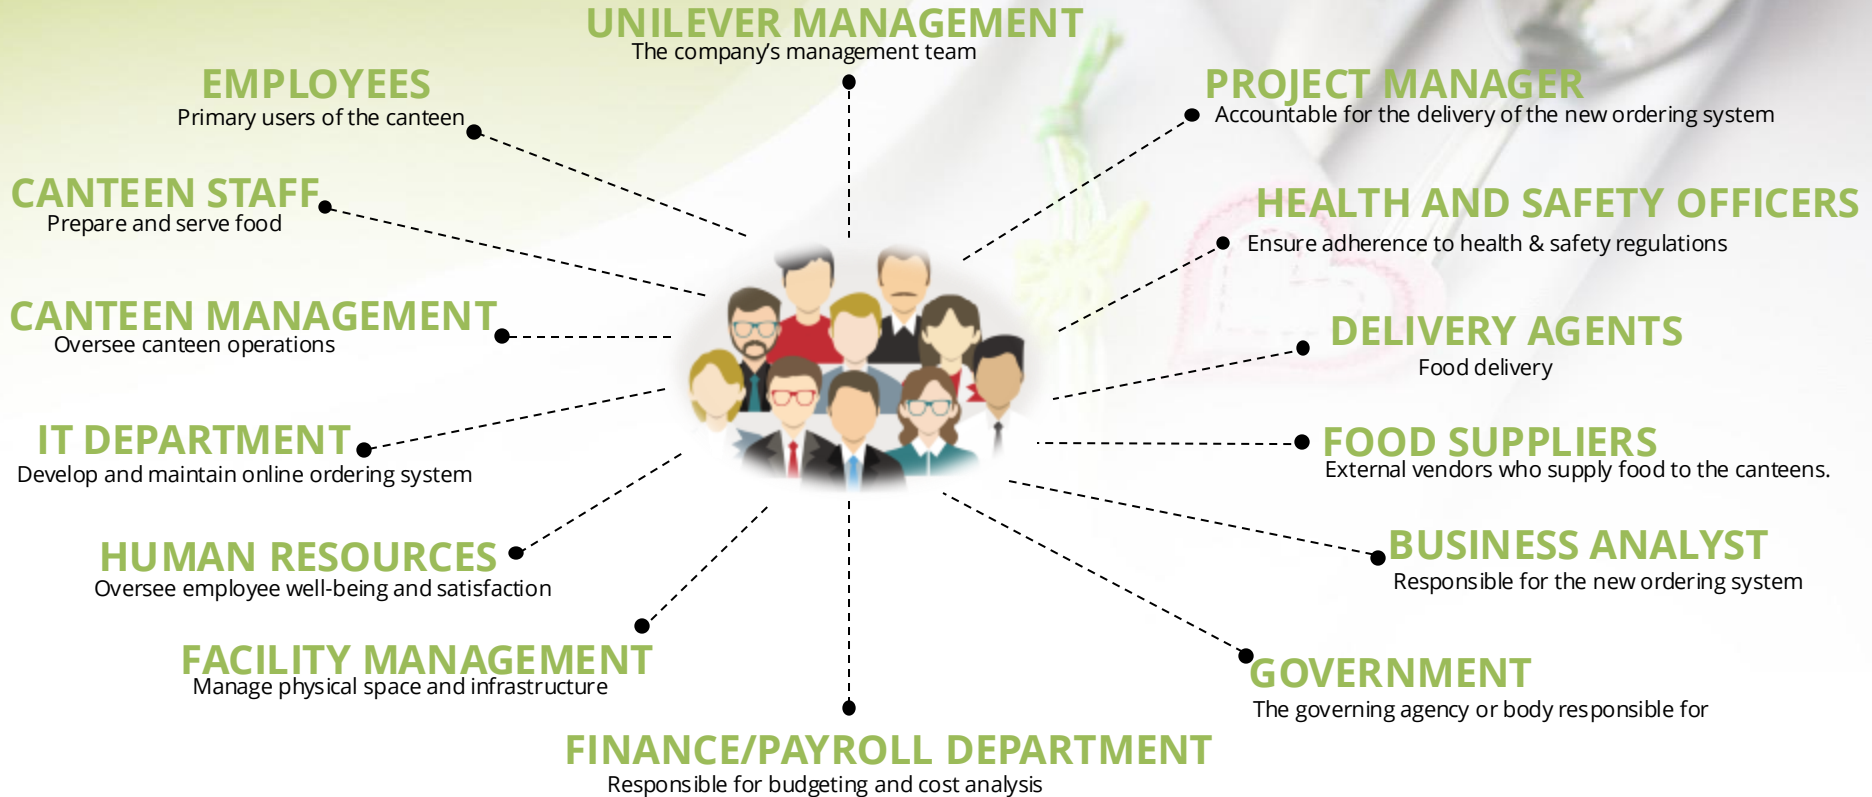 UNILEVER MANAGEMENT
The company’s management team
EMPLOYEES
Primary users of the canteen
CANTEEN STAFF
Prepare and serve food
CANTEEN MANAGEMENT
Oversee canteen operations
IT DEPARTMENT
Develop and maintain online ordering system
HUMAN RESOURCES
Oversee employee well-being and satisfaction
FACILITY MANAGEMENT
Manage physical space and infrastructure
FINANCE/PAYROLL DEPARTMENT
Responsible for budgeting and cost analysis
PROJECT MANAGER
Accountable for the delivery of the new ordering system
HEALTH AND SAFETY OFFICERS
Ensure adherence to health & safety regulations
DELIVERY AGENTS
Food delivery
FOOD SUPPLIERS
External vendors who supply food to the canteens.
BUSINESS ANALYST
Responsible for the new ordering system
GOVERNMENT
The governing agency or body responsible for